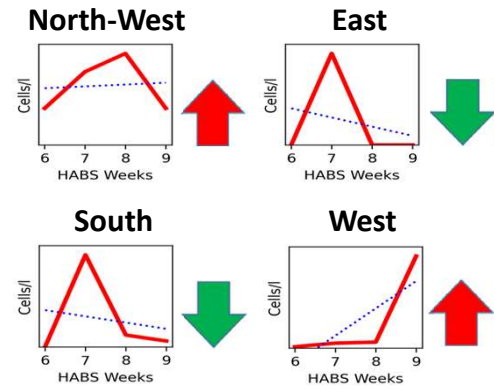 North-West
East
Cells/l
6 7 8 9
HABS Weeks
Cells/l
6 7 8 9
HABS Weeks
South
West
Cells/l
6 7 8 9
HABS Weeks
Cells/l
6 7 8 9
HABS Weeks